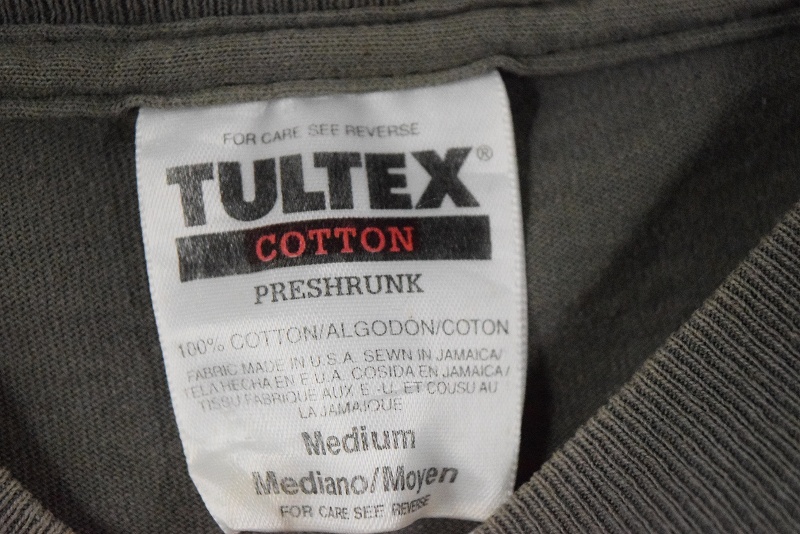 FOR CARE SEE REVERSE
TULTEX®
COTTON
PRESHRUNK
100% COTTON/ALGODÓN/COTON
FABRIC MADE IN U.S.A. SEWN IN JAMAICA/
TELA HECHA EN E.U.A. COSIDA EN JAMAICA/
TISSU FABRIQUE AUX E.-U. ET COUSU AU
LA JAMAIQUE
Medium
Mediano/Moyen
FOR CARE SEE REVERSE